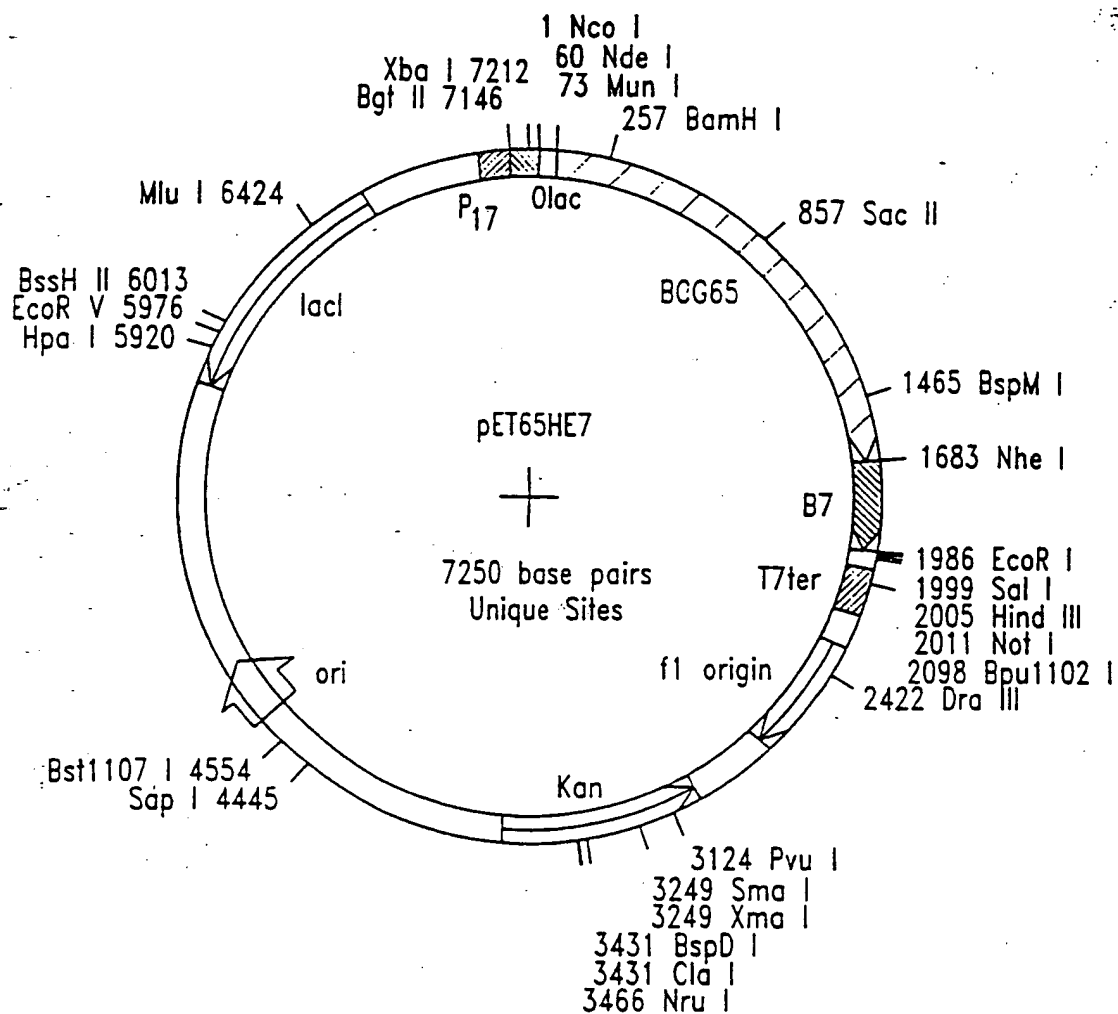 1 Nco I
60 Nde I
73 Mun I
Xba I 7212
Bgt II 7146
257 BamH I
Mlu I 6424
P17
Olac
857 Sac II
BssH II 6013
EcoR V 5976
Hpa I 5920
lacI
BCG65
1465 BspM I
pET65HE7
1683 Nhe I
B7
7250 base pairs
Unique Sites
T7ter
1986 EcoR I
1999 Sal I
2005 Hind III
2011 Not I
2098 Bpu1102 I
2422 Dra III
f1 origin
ori
Bst1107 I 4554
Sap I 4445
Kan
3124 Pvu I
3249 Sma I
3249 Xma I
3431 BspD I
3431 Cla I
3466 Nru I